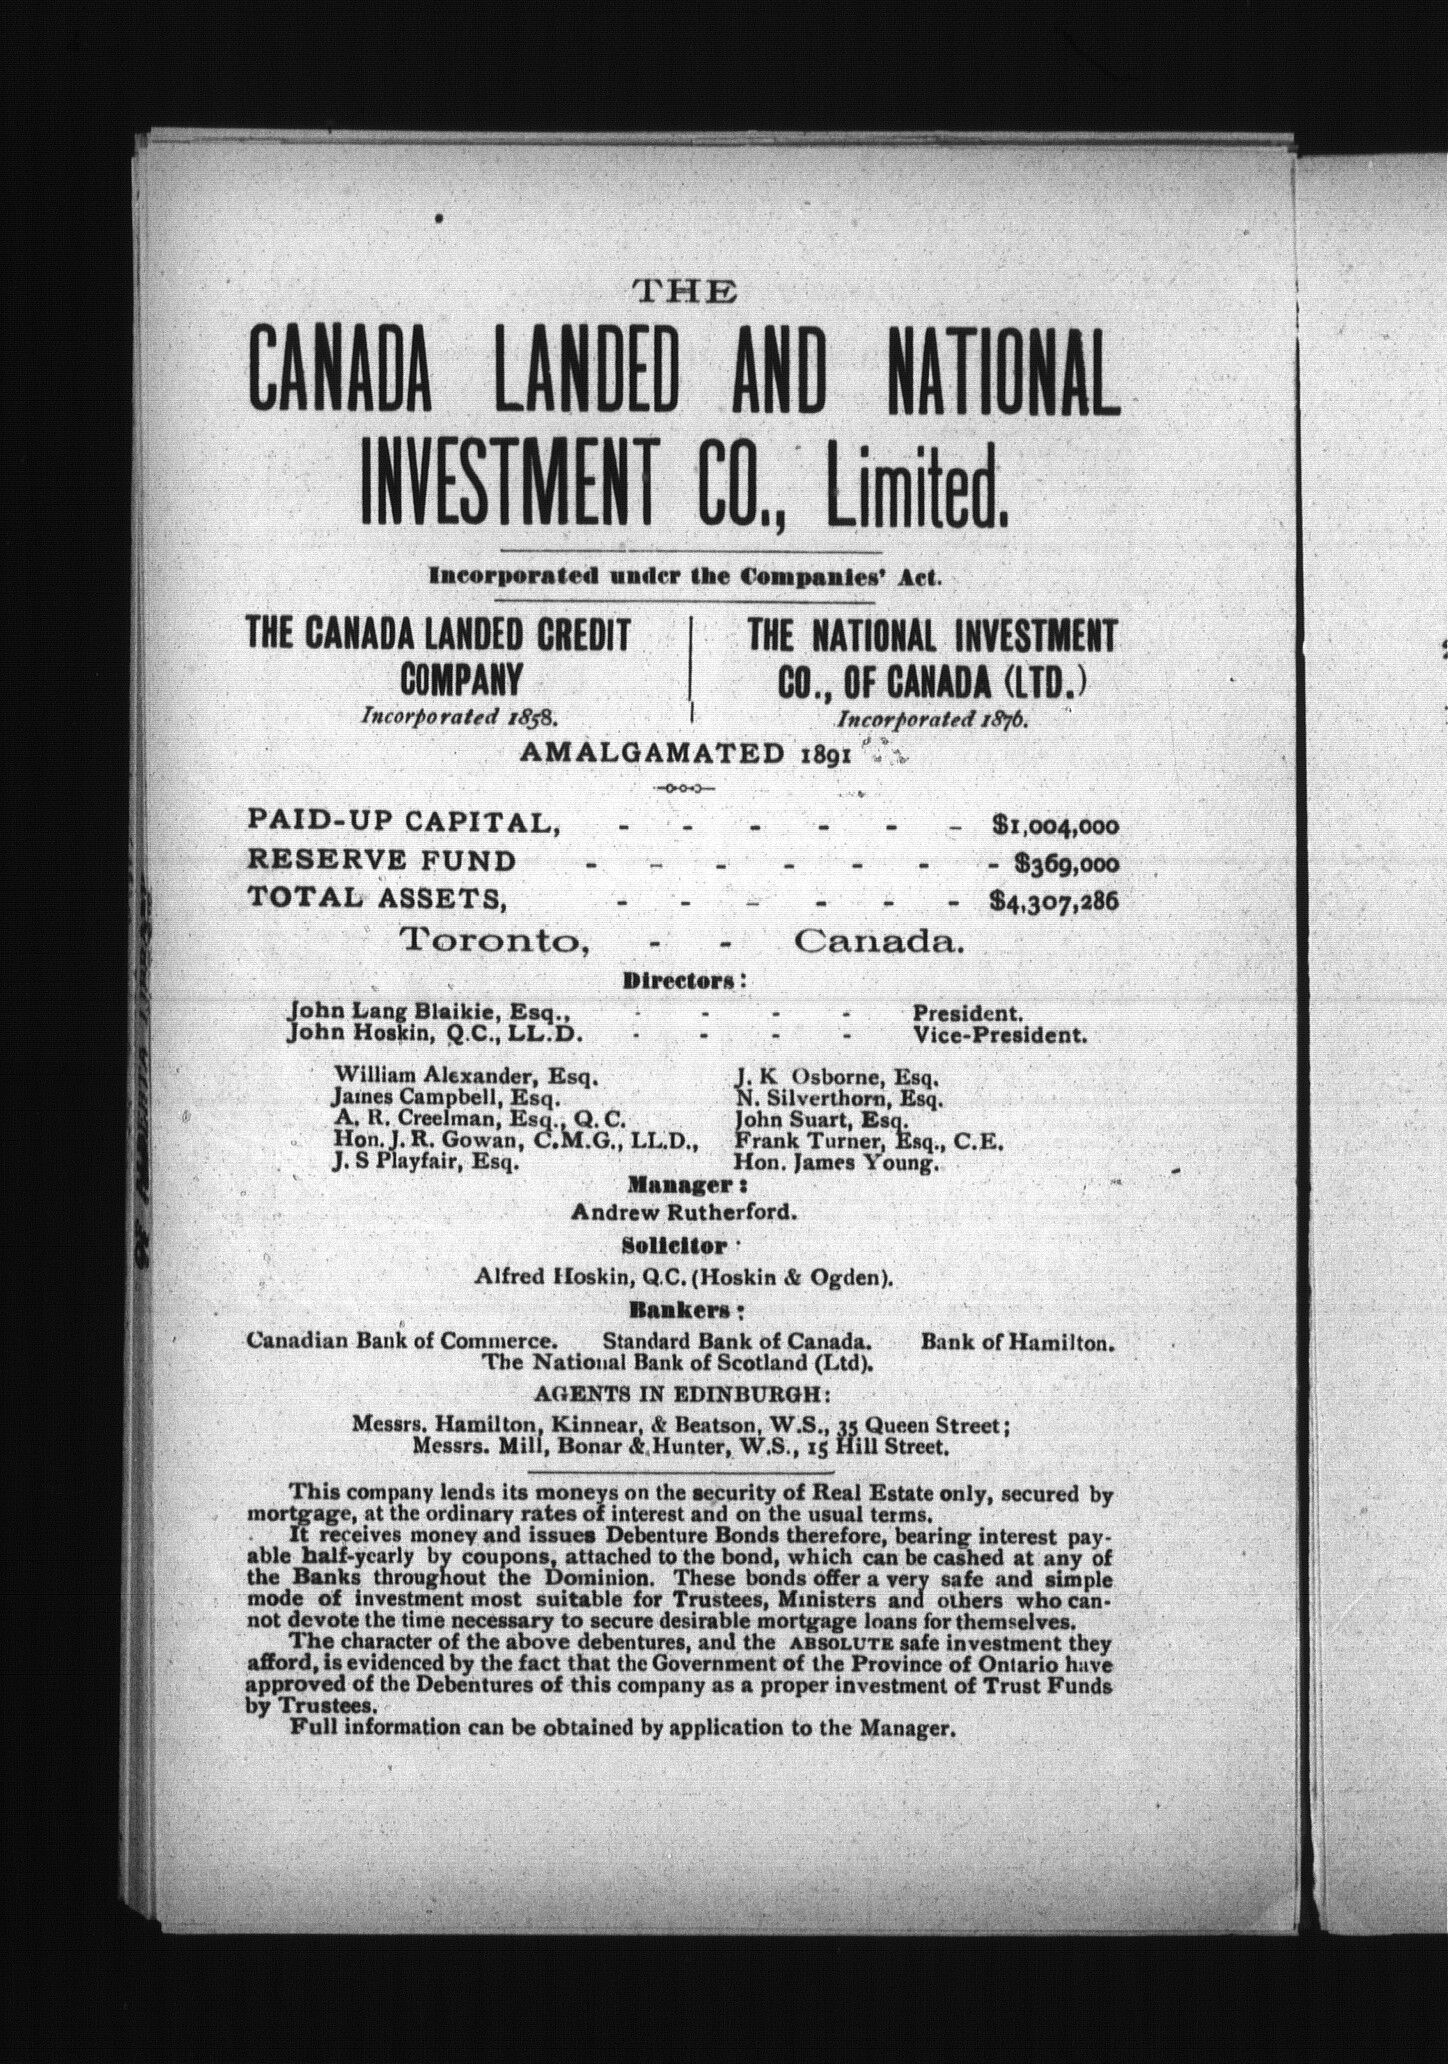 THE
CANADA LANDED AND NATIONAL
INVESTMENT CO., Limited.
Incorporated under the Companies' Act.
THE CANADA LANDED CREDIT
COMPANY
Incorporated 1858.
THE NATIONAL INVESTMENT
CO., OF CANADA (LTD.)
Incorporated 1876.
AMALGAMATED 1891
PAID-UP CAPITAL, - - - - - - $1,004,000
RESERVE FUND - - - - - - - $369,000
TOTAL ASSETS, - - - - - - $4,307,286
Toronto, - - Canada.
Directors:
John Lang Blaikie, Esq., - - - - President.
John Hoskin, Q.C., LL.D. - - - - Vice-President.
William Alexander, Esq.
James Campbell, Esq.
A. R. Creelman, Esq., Q.C.
Hon. J. R. Gowan, C.M.G., LL.D.,
J. S Playfair, Esq.
J. K Osborne, Esq.
N. Silverthorn, Esq.
John Suart, Esq.
Frank Turner, Esq., C.E.
Hon. James Young.
Manager:
Andrew Rutherford.
Solicitor
Alfred Hoskin, Q.C. (Hoskin & Ogden).
Bankers:
Canadian Bank of Commerce. Standard Bank of Canada. Bank of Hamilton.
The National Bank of Scotland (Ltd).
AGENTS IN EDINBURGH:
Messrs. Hamilton, Kinnear, & Beatson, W.S., 35 Queen Street;
Messrs. Mill, Bonar & Hunter, W.S., 15 Hill Street.
This company lends its moneys on the security of Real Estate only, secured by
mortgage, at the ordinary rates of interest and on the usual terms.
It receives money and issues Debenture Bonds therefore, bearing interest pay-
able half-yearly by coupons, attached to the bond, which can be cashed at any of
the Banks throughout the Dominion. These bonds offer a very safe and simple
mode of investment most suitable for Trustees, Ministers and others who can-
not devote the time necessary to secure desirable mortgage loans for themselves.
The character of the above debentures, and the ABSOLUTE safe investment they
afford, is evidenced by the fact that the Government of the Province of Ontario have
approved of the Debentures of this company as a proper investment of Trust Funds
by Trustees.
Full information can be obtained by application to the Manager.